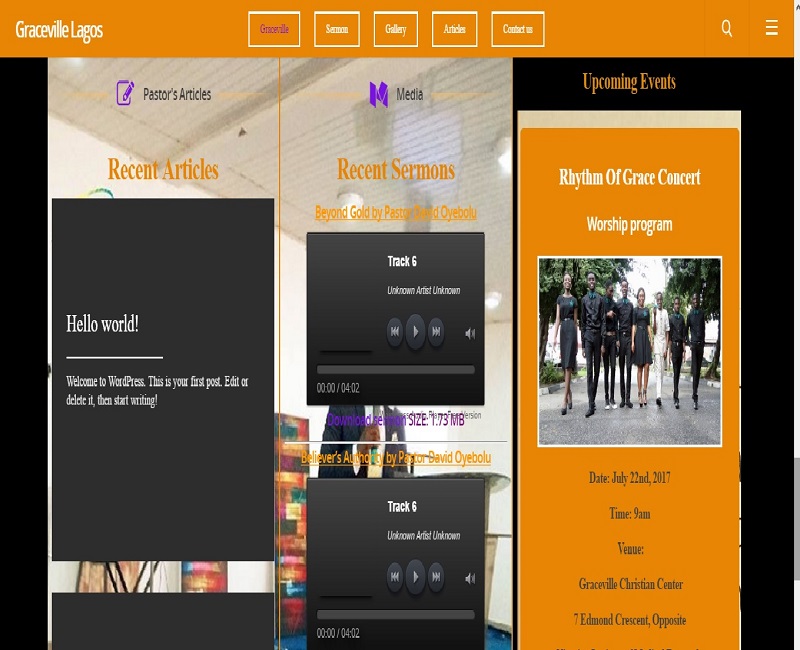 Graceville Lagos
Graceville
Sermon
Gallery
Articles
Contact us
Pastor's Articles
Recent Articles
Hello world!
Welcome to WordPress. This is your first post. Edit or
delete it, then start writing!
Media
Recent Sermons
Beyond Gold by Pastor David Oyebolu
Track 6
Unknown Artist Unknown
00:00 / 04:02
Download sermon SIZE: 1.73 MB
Believer's Authority by Pastor David Oyebolu
Track 6
Unknown Artist Unknown
00:00 / 04:02
Upcoming Events
Rhythm Of Grace Concert
Worship program
Date: July 22nd, 2017
Time: 9am
Venue:
Graceville Christian Center
7 Edmond Crescent, Opposite